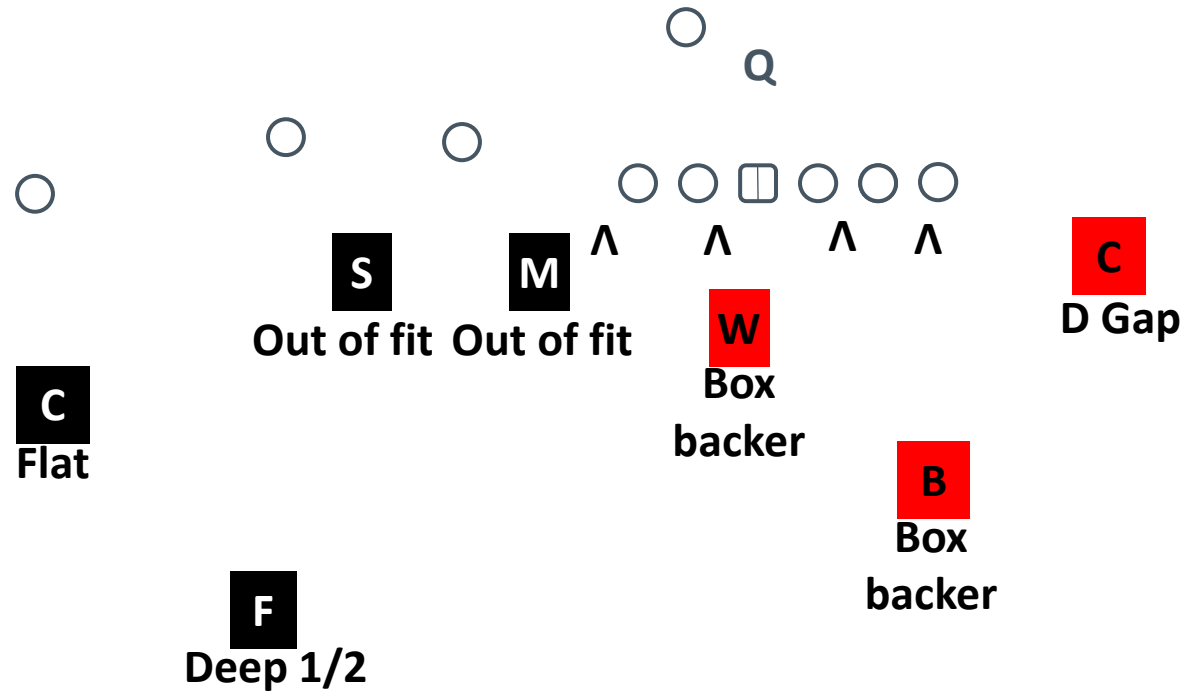 Q
Λ Λ Λ Λ
S
Out of fit
M
Out of fit
W
Box
backer
C
D Gap
C
Flat
B
Box
backer
F
Deep 1/2